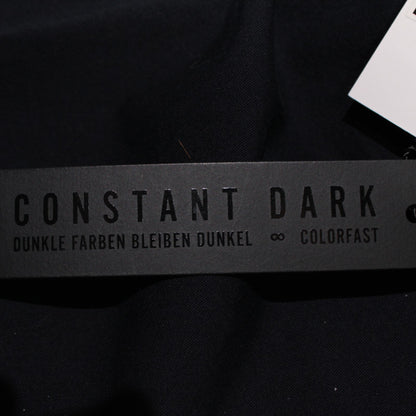 CONSTANT DARK
DUNKLE FARBEN BLEIBEN DUNKEL ∞ COLORFAST